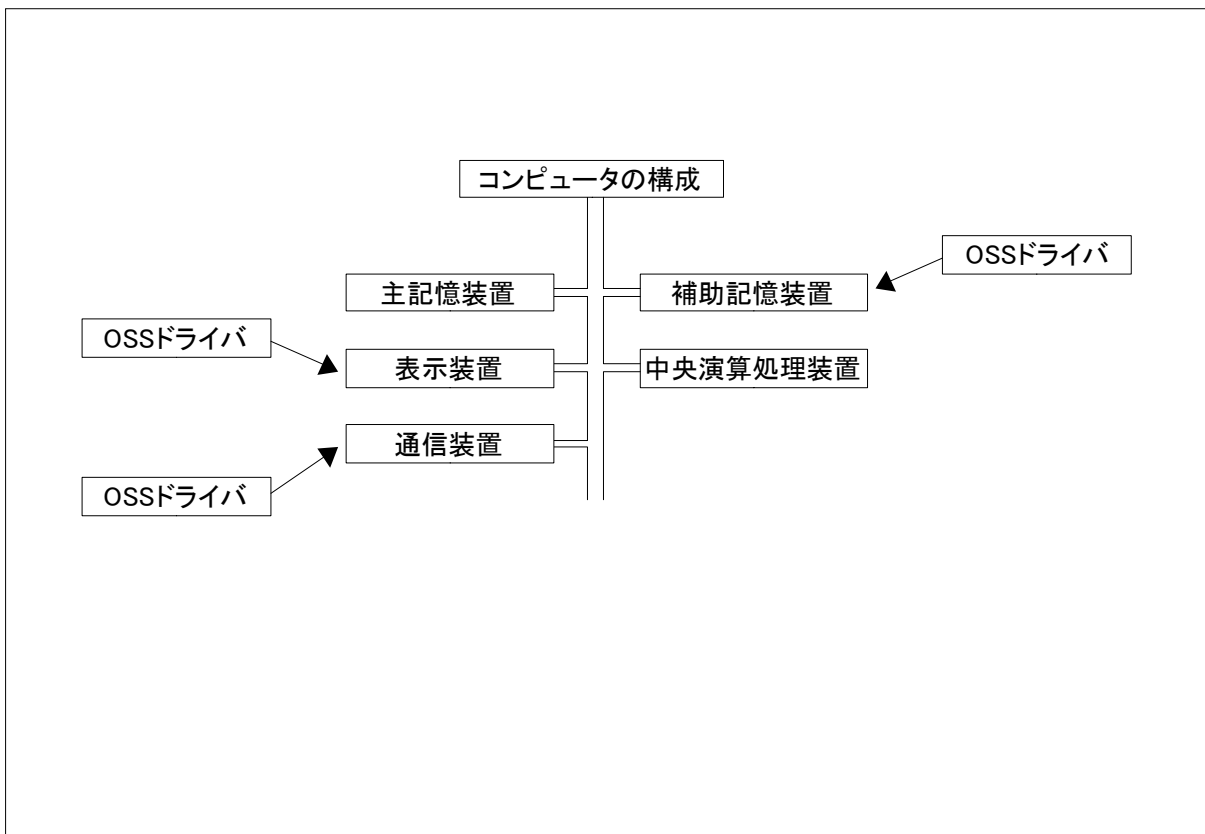 コンピュータの構成
OSSドライバ
主記憶装置
補助記憶装置
OSSドライバ
表示装置
中央演算処理装置
通信装置
OSSドライバ